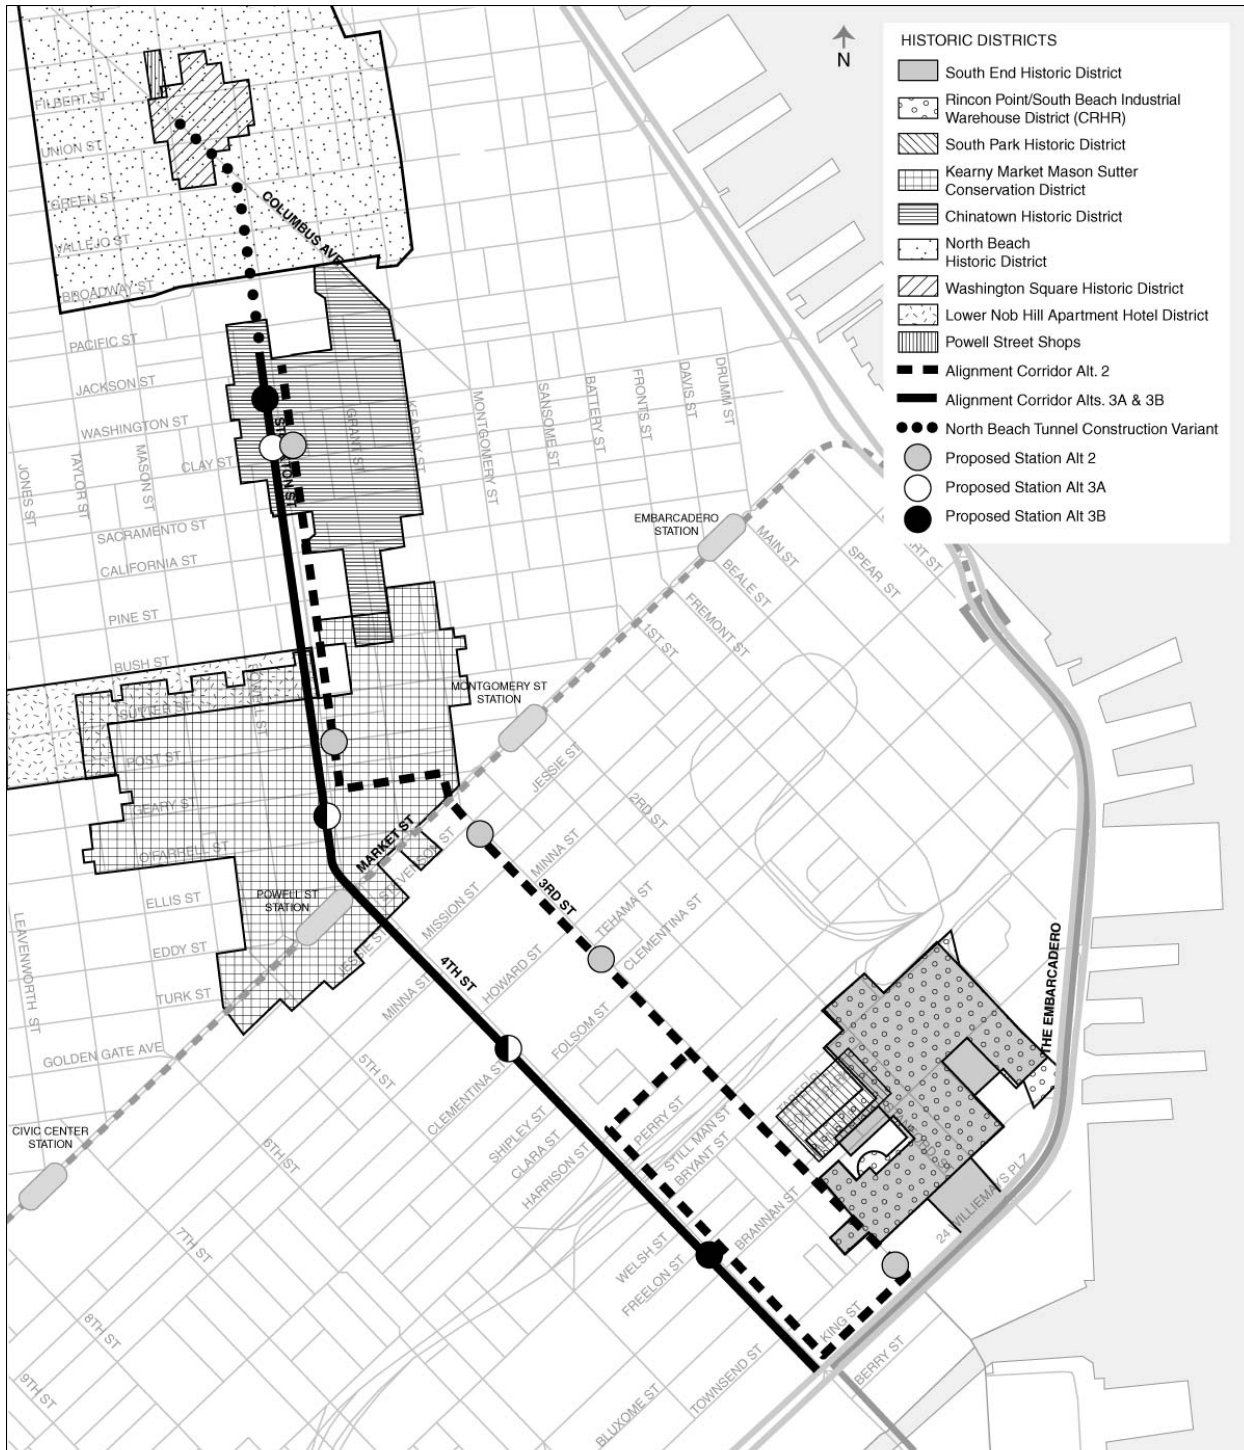 N
HISTORIC DISTRICTS
South End Historic District
Rincon Point/South Beach Industrial
Warehouse District (CRHR)
South Park Historic District
Kearny Market Mason Sutter
Conservation District
Chinatown Historic District
North Beach
Historic District
Washington Square Historic District
Lower Nob Hill Apartment Hotel District
Powell Street Shops
Alignment Corridor Alt. 2
Alignment Corridor Alts. 3A & 3B
North Beach Tunnel Construction Variant
Proposed Station Alt 2
Proposed Station Alt 3A
Proposed Station Alt 3B
FILBERT ST
UNION ST
GREEN ST
VALLEJO ST
BROADWAY ST
COLUMBUS AVE
PACIFIC ST
JACKSON ST
WASHINGTON ST
CLAY ST
SACRAMENTO ST
CALIFORNIA ST
PINE ST
BUSH ST
SUTTER ST
POST ST
GEARY ST
O'FARRELL ST
ELLIS ST
EDDY ST
TURK ST
GOLDEN GATE AVE
JONES ST
TAYLOR ST
MASON ST
LEAVENWORTH ST
GRANT ST
KEARNY ST
MONTGOMERY ST
SANSOME ST
BATTERY ST
FRONTS ST
DAVIS ST
DRUMM ST
EMBARCADERO
STATION
MAIN ST
SPEAR ST
BEALE ST
FREMONT ST
1ST ST
MONTGOMERY ST
STATION
JESSIE ST
2RD ST
MARKET ST
STEVENSON ST
POWELL ST
STATION
JESSIE ST
MINNA ST
MISSION ST
MINNA ST
3RD ST
4TH ST
HOWARD ST
TEHAMA ST
CLEMENTINA ST
FOLSOM ST
CLEMENTINA ST
SHIPLEY ST
CLARA ST
HARRISON ST
PERRY ST
STILL MAN ST
BRYANT ST
WELSH ST
FREELON ST
BRANNAN ST
BLUXOME ST
TOWNSEND ST
KING ST
BERRY ST
24 WILLIEMAYS PLZ
THE EMBARCADERO
5TH ST
6TH ST
7TH ST
8TH ST
9TH ST
CIVIC CENTER
STATION